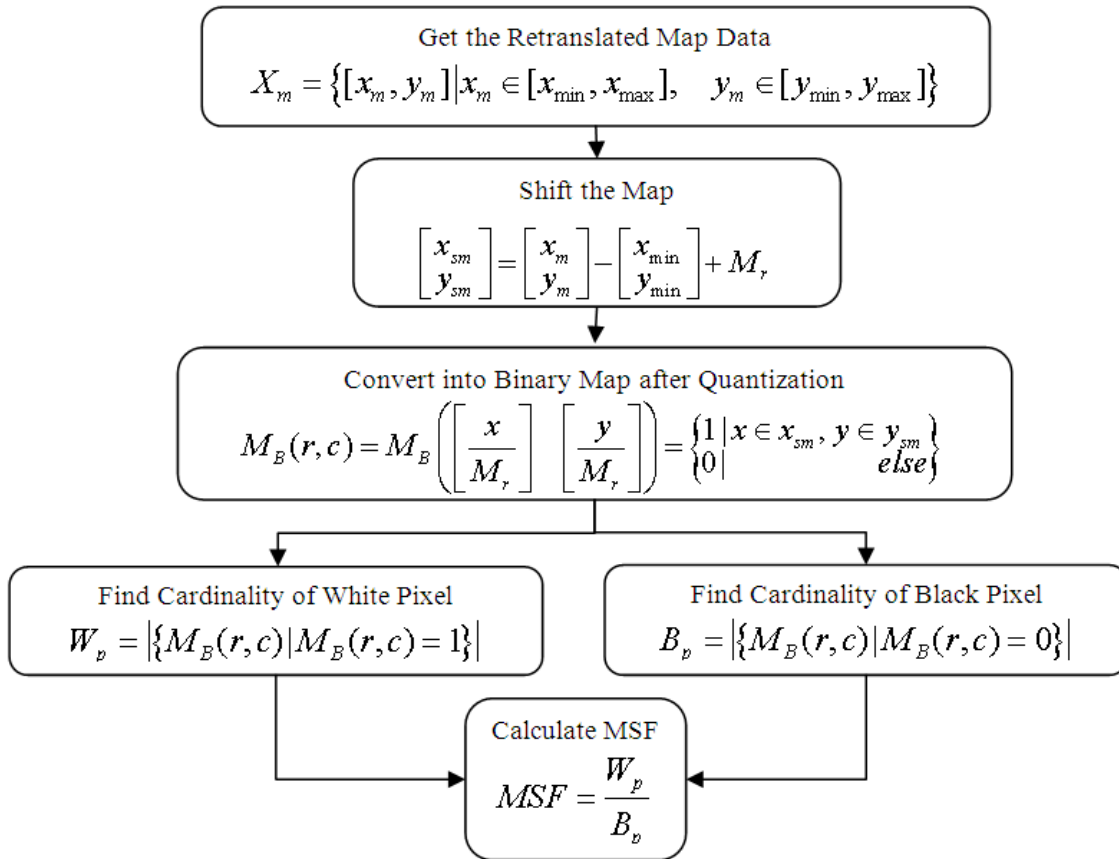 Get the Retranslated Map Data
X_m = {[x_m, y_m] | x_m ∈ [x_min, x_max], y_m ∈ [y_min, y_max]}
Shift the Map
[x_sm y_sm] = [x_m y_m] − [x_min y_min] + M_r
Convert into Binary Map after Quantization
M_B(r, c) = M_B([x/M_r] [y/M_r]) = {1 | x ∈ x_sm, y ∈ y_sm 0 | else}
Find Cardinality of White Pixel
W_p = |{M_B(r, c) | M_B(r, c) = 1}|
Find Cardinality of Black Pixel
B_p = |{M_B(r, c) | M_B(r, c) = 0}|
Calculate MSF
MSF = W_p/B_p